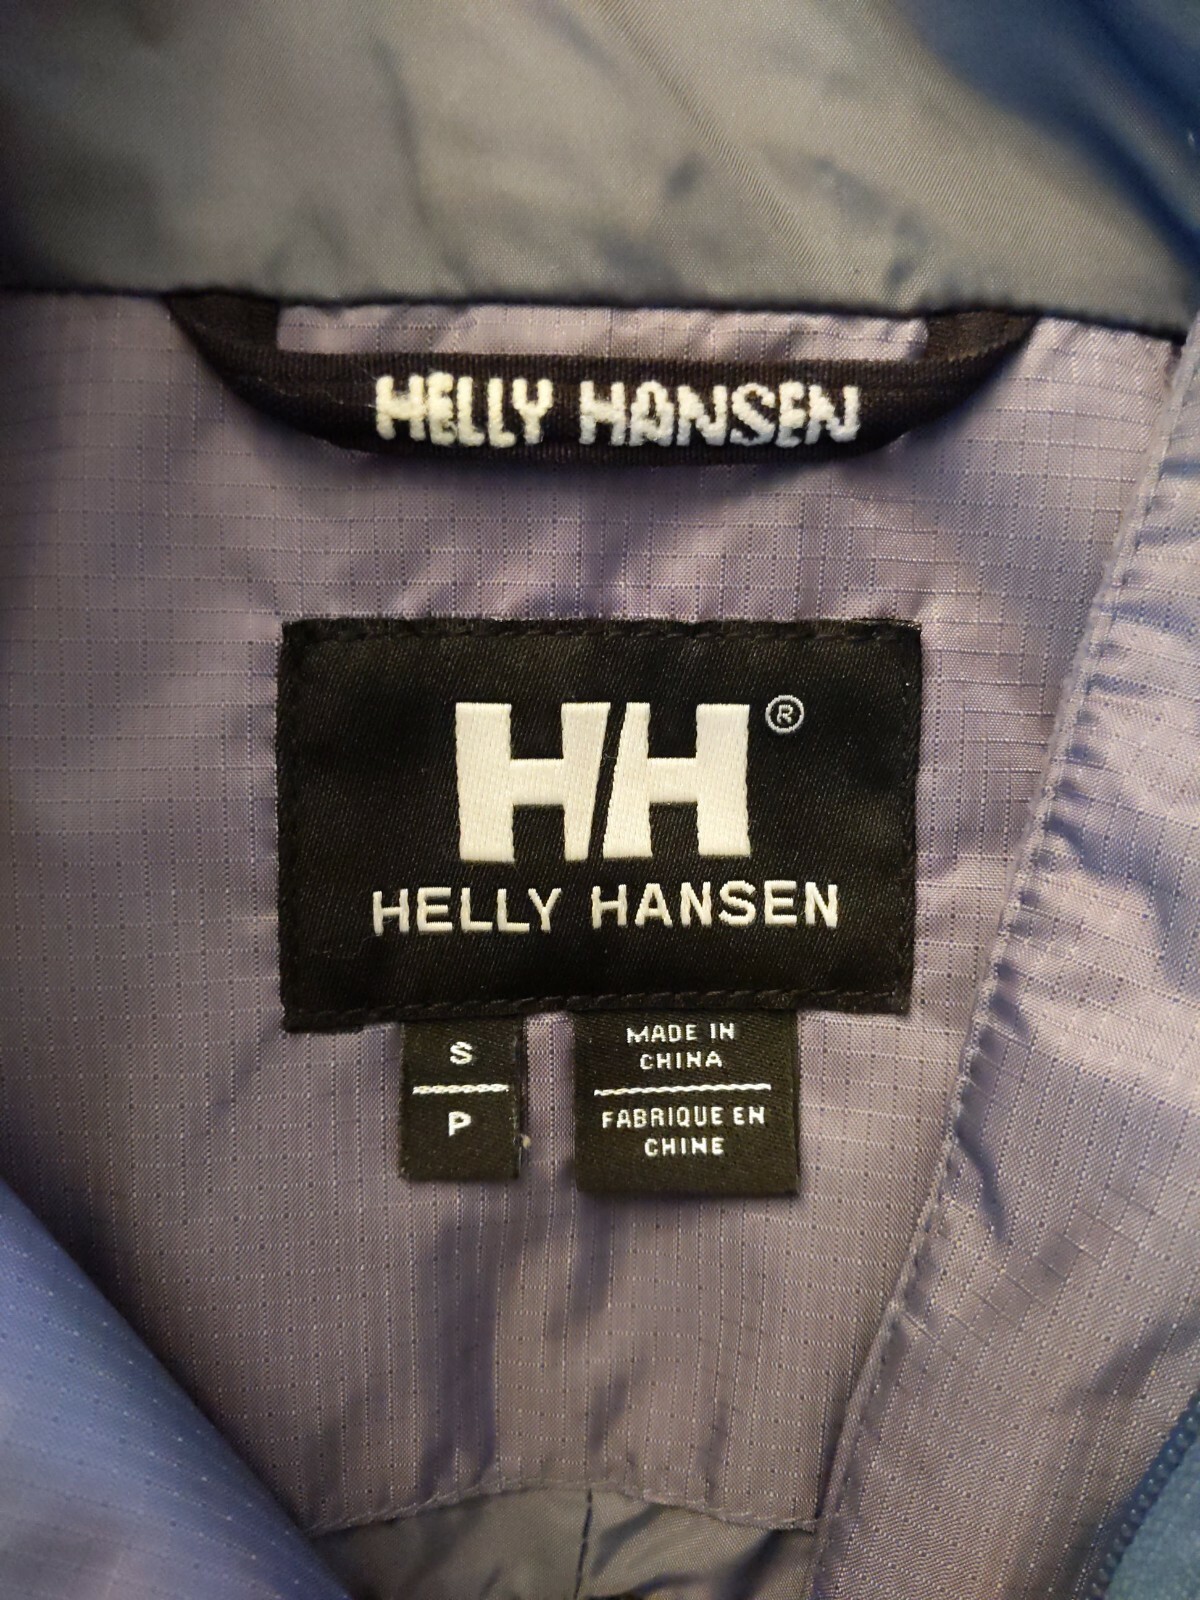 HELLY HANSEN
HH®
HELLY HANSEN
S
P
MADE IN
CHINA
FABRIQUE EN
CHINE